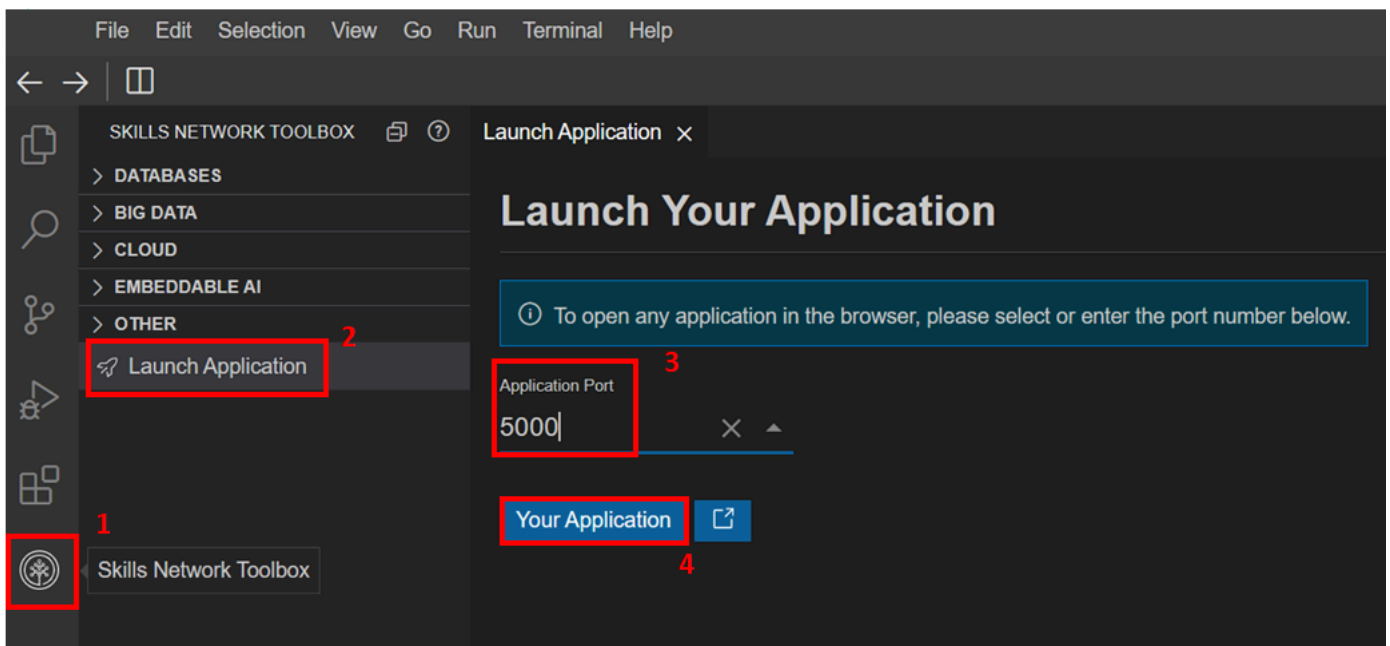 File Edit Selection View Go Run Terminal Help
SKILLS NETWORK TOOLBOX
Launch Application
DATABASES
BIG DATA
CLOUD
EMBEDDABLE AI
OTHER
2
Launch Application
Launch Your Application
To open any application in the browser, please select or enter the port number below.
3
Application Port
5000
Your Application
4
1
Skills Network Toolbox